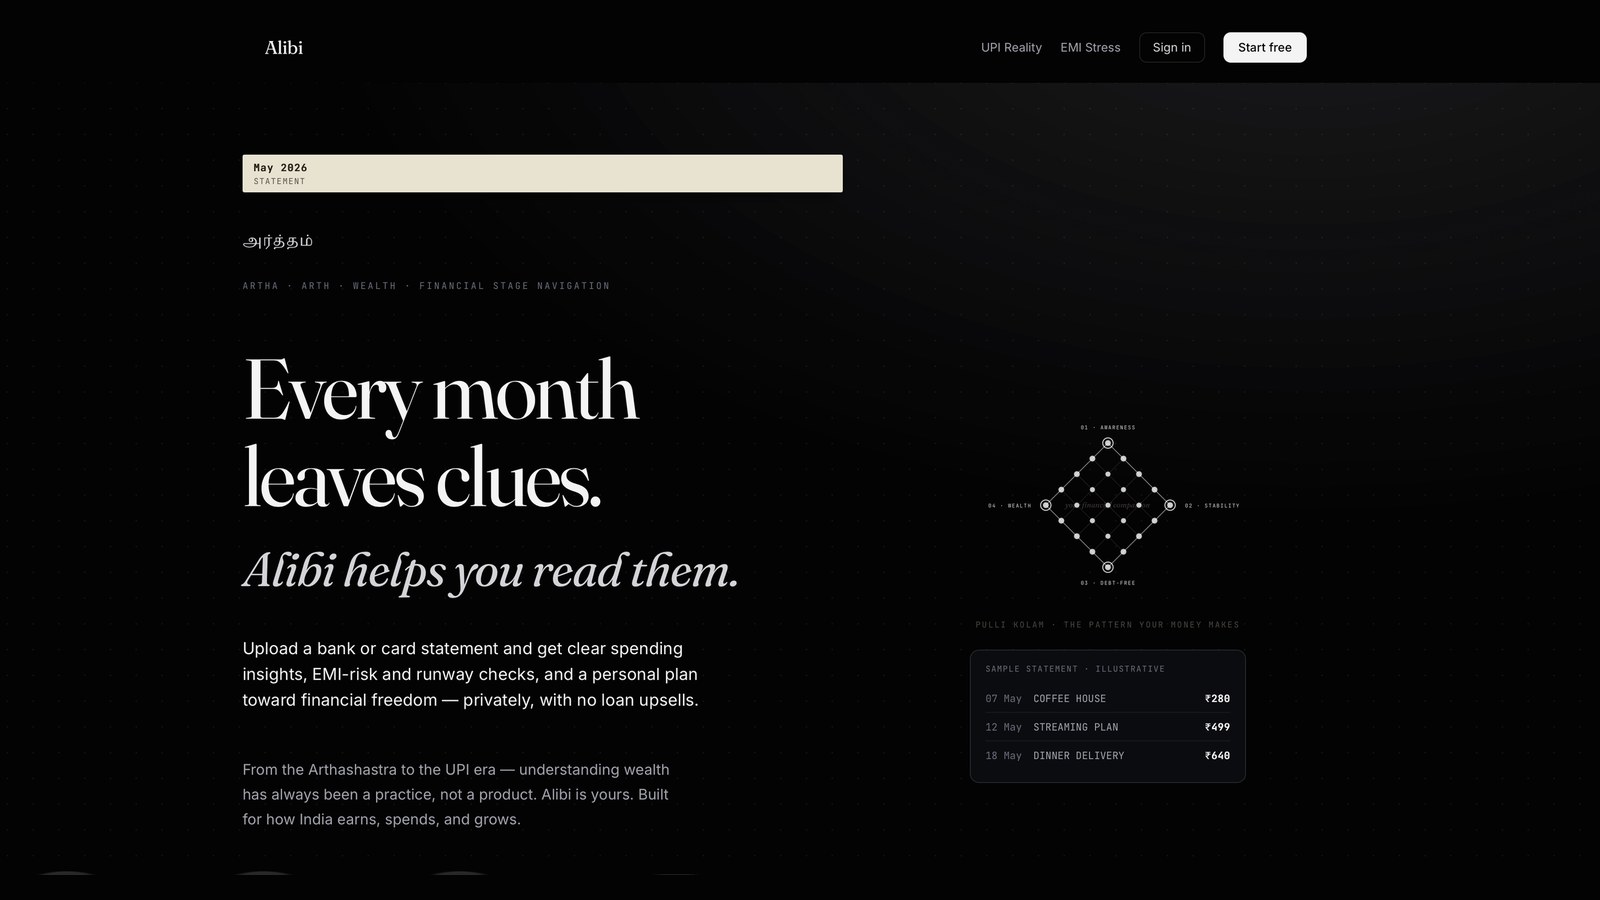 Alibi
UPI Reality
EMI Stress
Sign in
Start free
May 2026
STATEMENT
அர்த்தம்
ARTHA · ARTH · WEALTH · FINANCIAL STAGE NAVIGATION
Every month
leaves clues.
Alibi helps you read them.
Upload a bank or card statement and get clear spending
insights, EMI-risk and runway checks, and a personal plan
toward financial freedom — privately, with no loan upsells.
From the Arthashastra to the UPI era — understanding wealth
has always been a practice, not a product. Alibi is yours. Built
for how India earns, spends, and grows.
01 · AWARENESS
04 · WEALTH
02 · STABILITY
03 · DEBT-FREE
PULLI KOLAM · THE PATTERN YOUR MONEY MAKES
SAMPLE STATEMENT · ILLUSTRATIVE
07 May COFFEE HOUSE ₹280
12 May STREAMING PLAN ₹499
18 May DINNER DELIVERY ₹640